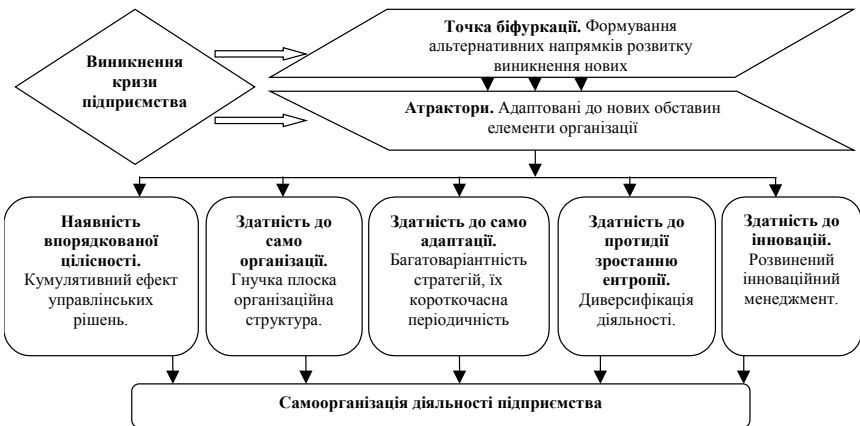 Виникнення
кризи
підприємства
Точка біфуркації. Формування
альтернативних напрямків розвитку
виникнення нових
Атрактори. Адаптовані до нових обставин
елементи організації
Наявність
впорядкованої
цілісності.
Кумулятивний ефект
управлінських
рішень.
Здатність до
само
організації.
Гнучка плоска
організаційна
структура.
Здатність до само
адаптації.
Багатоваріантність
стратегій, їх
короткочасна
періодичність
Здатність до
протидії
зростанню
ентропії.
Диверсифікація
діяльності.
Здатність до
інновацій.
Розвинений
інноваційний
менеджмент.
Самоорганізація діяльності підприємства